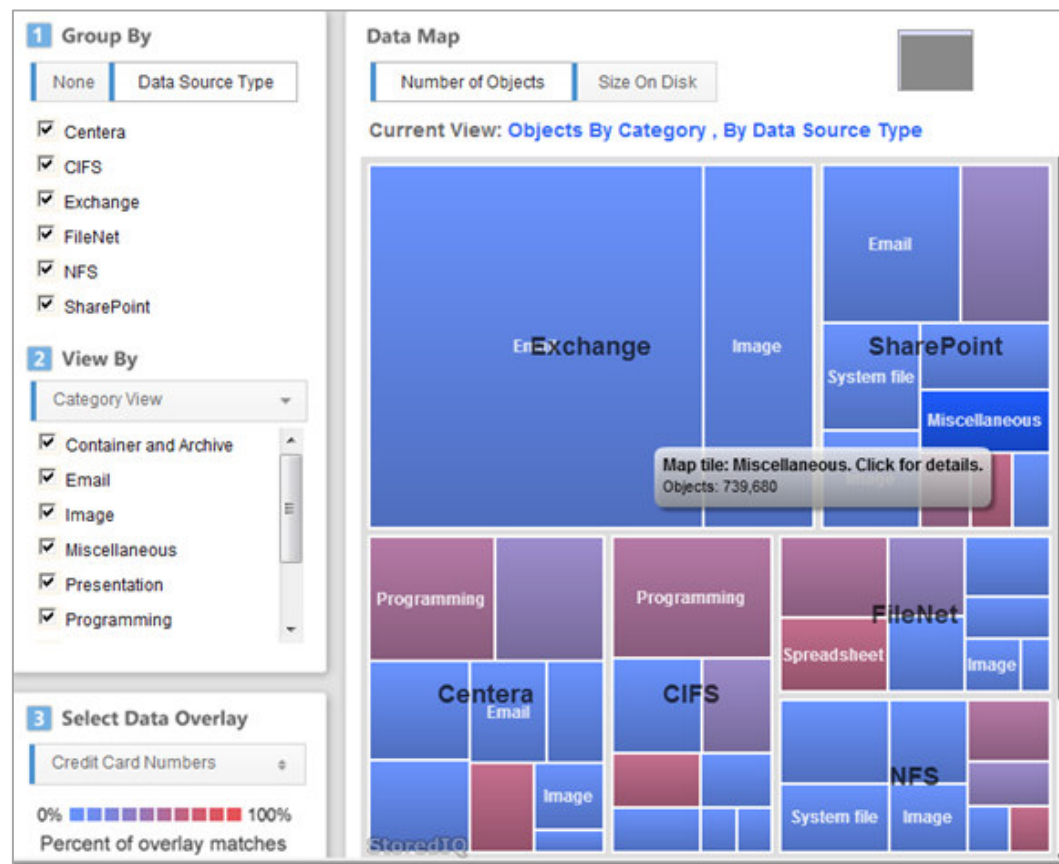 1 Group By
None Data Source Type
Centera
CIFS
Exchange
FileNet
NFS
SharePoint
2 View By
Category View
Container and Archive
Email
Image
Miscellaneous
Presentation
Programming
3 Select Data Overlay
Credit Card Numbers
0% 100%
Percent of overlay matches
Data Map
Number of Objects Size On Disk
Current View: Objects By Category , By Data Source Type
Email Exchange Image
Email
SharePoint
System file
Miscellaneous
Image
Map tile: Miscellaneous. Click for details.
Objects: 739,680
Programming
Centera
Email
Image
Programming
CIFS
FileNet
Spreadsheet
Image
NFS
System file Image
StoredIQ